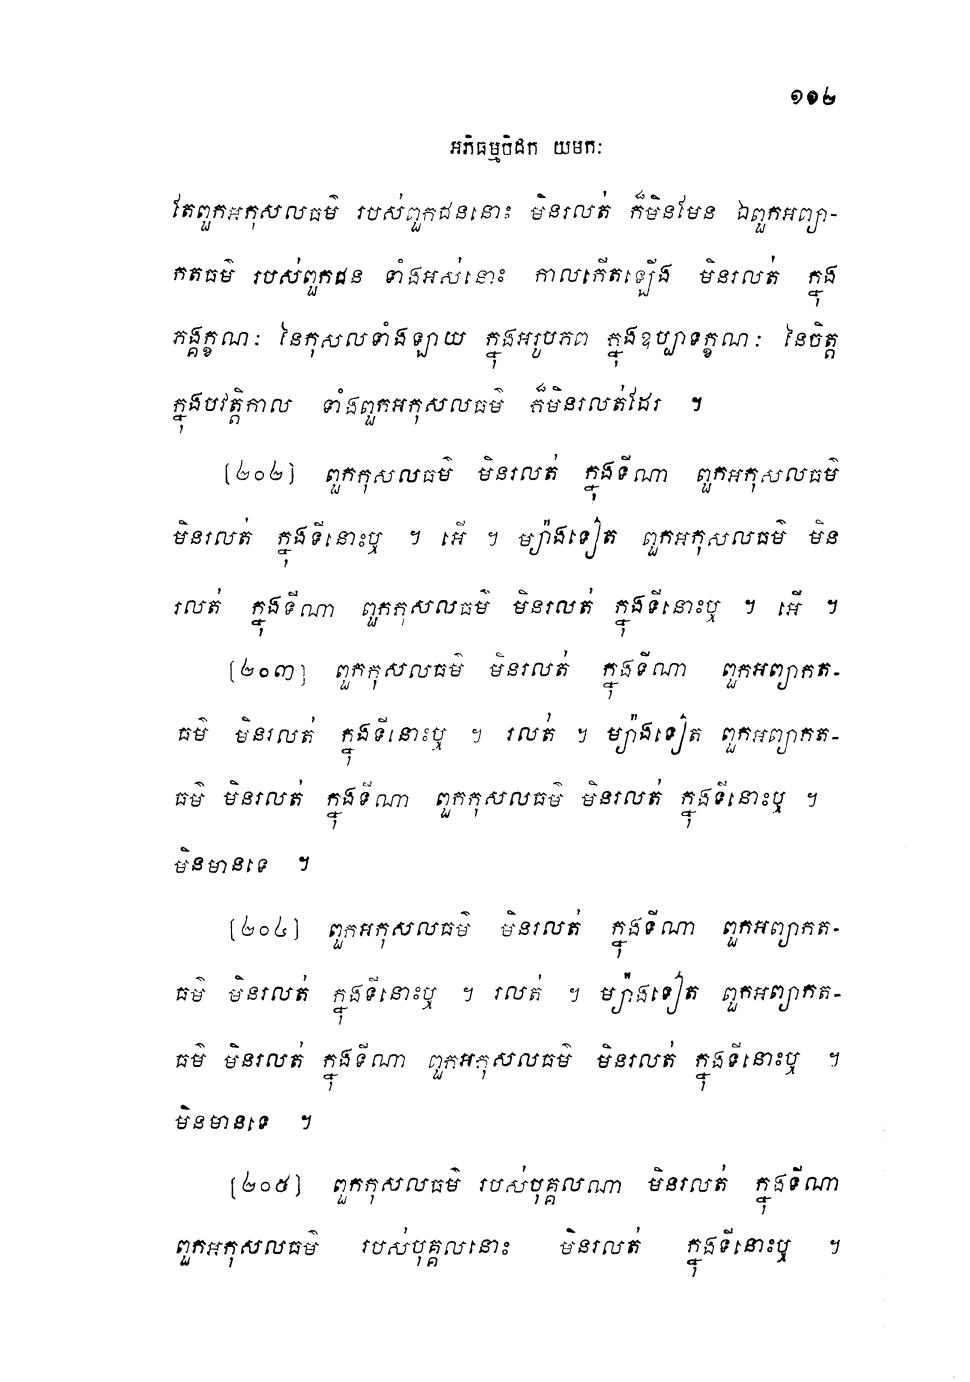 ១១២
អភិធម្មបិដក យមកៈ
តែពួកអកុសលធម៌ របស់ពួកជននោះ មិនរលត់ ក៏មិនមែន ឯពួកអព្យា-
កតធម៌ របស់ពួកជន ទាំងអស់នោះ កាលកើតឡើង មិនរលត់ ក្នុង
ភង្គក្ខណៈ នៃកុសលទាំងឡាយ ក្នុងអរូបភព ក្នុងឧប្បាទក្ខណៈ នៃចិត្ត
ក្នុងបវត្តិកាល ទាំងពួកអកុសលធម៌ ក៏មិនរលត់ដែរ ។
(២០២) ពួកកុសលធម៌ មិនរលត់ ក្នុងទីណា ពួកអកុសលធម៌
មិនរលត់ ក្នុងទីនោះឬ ។ អើ ។ ម្យ៉ាងទៀត ពួកអកុសលធម៌ មិន
រលត់ ក្នុងទីណា ពួកកុសលធម៌ មិនរលត់ ក្នុងទីនោះឬ ។ អើ ។
(២០៣) ពួកកុសលធម៌ មិនរលត់ ក្នុងទីណា ពួកអព្យាកត-
ធម៌ មិនរលត់ ក្នុងទីនោះឬ ។ រលត់ ។ ម្យ៉ាងទៀត ពួកអព្យាកត-
ធម៌ មិនរលត់ ក្នុងទីណា ពួកកុសលធម៌ មិនរលត់ ក្នុងទីនោះឬ ។
មិនមានទេ ។
(២០៤) ពួកអកុសលធម៌ មិនរលត់ ក្នុងទីណា ពួកអព្យាកត-
ធម៌ មិនរលត់ ក្នុងទីនោះឬ ។ រលត់ ។ ម្យ៉ាងទៀត ពួកអព្យាកត-
ធម៌ មិនរលត់ ក្នុងទីណា ពួកអកុសលធម៌ មិនរលត់ ក្នុងទីនោះឬ ។
មិនមានទេ ។
(២០៥) ពួកកុសលធម៌ របស់បុគ្គលណា មិនរលត់ ក្នុងទីណា
ពួកអកុសលធម៌ របស់បុគ្គលនោះ មិនរលត់ ក្នុងទីនោះឬ ។